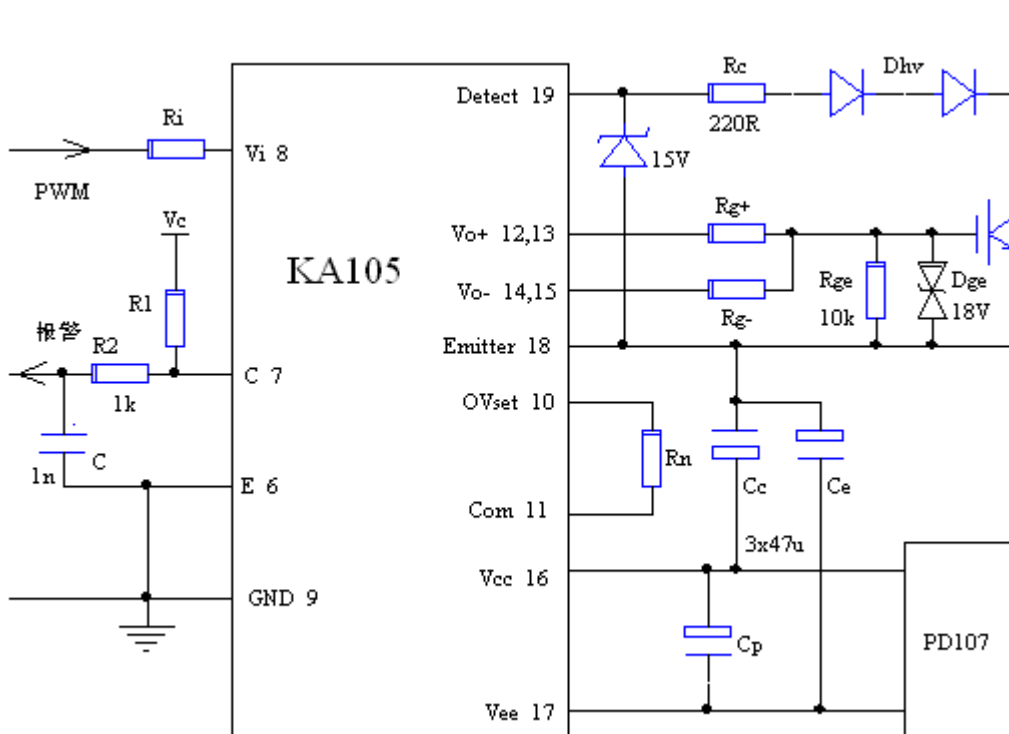 Rc
Dhv
Detect 19
220R
Ri
Vi 8
15V
PWM
Rg+
Vc
Vo+ 12,13
KA105
Rge
Dge
Vo- 14,15
R1
10k
18V
报警
Rg-
R2
Emitter 18
C 7
1k
OVset 10
C
Rn
1n
E 6
Cc
Ce
Com 11
3x47u
Vcc 16
GND 9
Cp
PD107
Vee 17